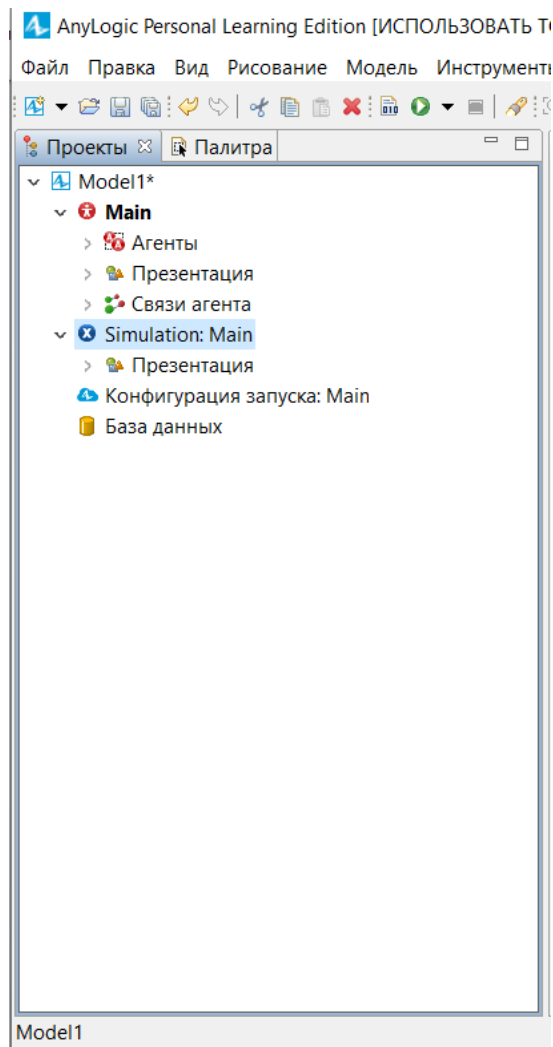 AnyLogic Personal Learning Edition [ИСПОЛЬЗОВАТЬ ТО
Файл Правка Вид Рисование Модель Инструменты
Проекты Палитра
Model1*
Main
Агенты
Презентация
Связи агента
Simulation: Main
Презентация
Конфигурация запуска: Main
База данных
Model1